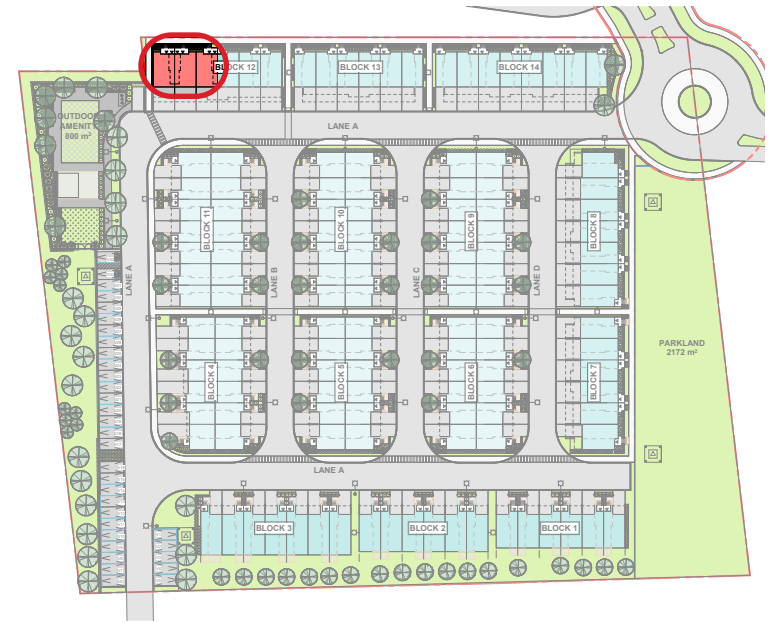 BLOCK 12
BLOCK 13
BLOCK 14
OUTDOOR
AMENITY
800 m²
LANE A
BLOCK 11
BLOCK 10
BLOCK 9
BLOCK 8
LANE A
LANE B
LANE C
LANE D
PARKLAND
2172 m²
BLOCK 4
BLOCK 5
BLOCK 6
BLOCK 7
LANE A
BLOCK 3
BLOCK 2
BLOCK 1